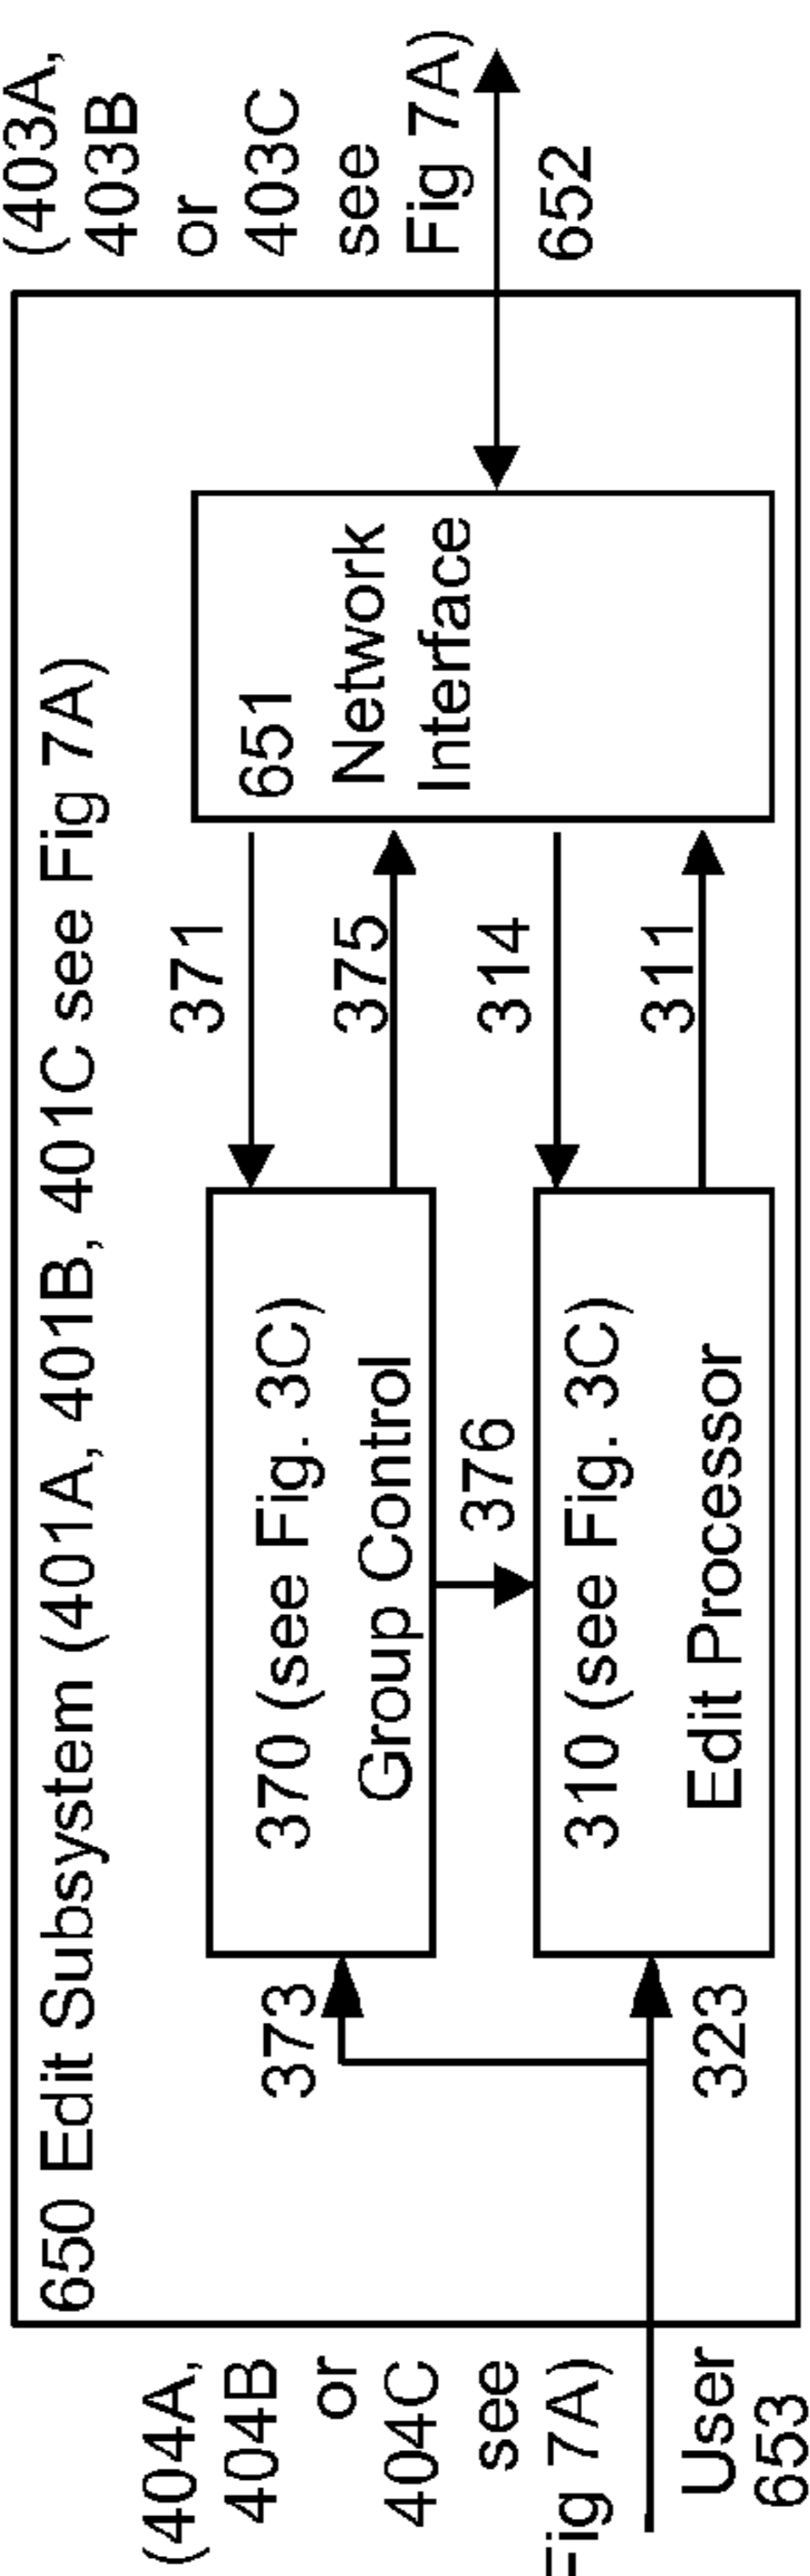 650 Edit Subsystem (401A, 401B, 401C see Fig 7A)
(404A,
404B
or
404C
see
Fig 7A)
User
653
373
323
370 (see Fig. 3C)
Group Control
376
310 (see Fig. 3C)
Edit Processor
371
375
314
311
651
Network
Interface
(403A,
403B
or
403C
see
Fig 7A)
652